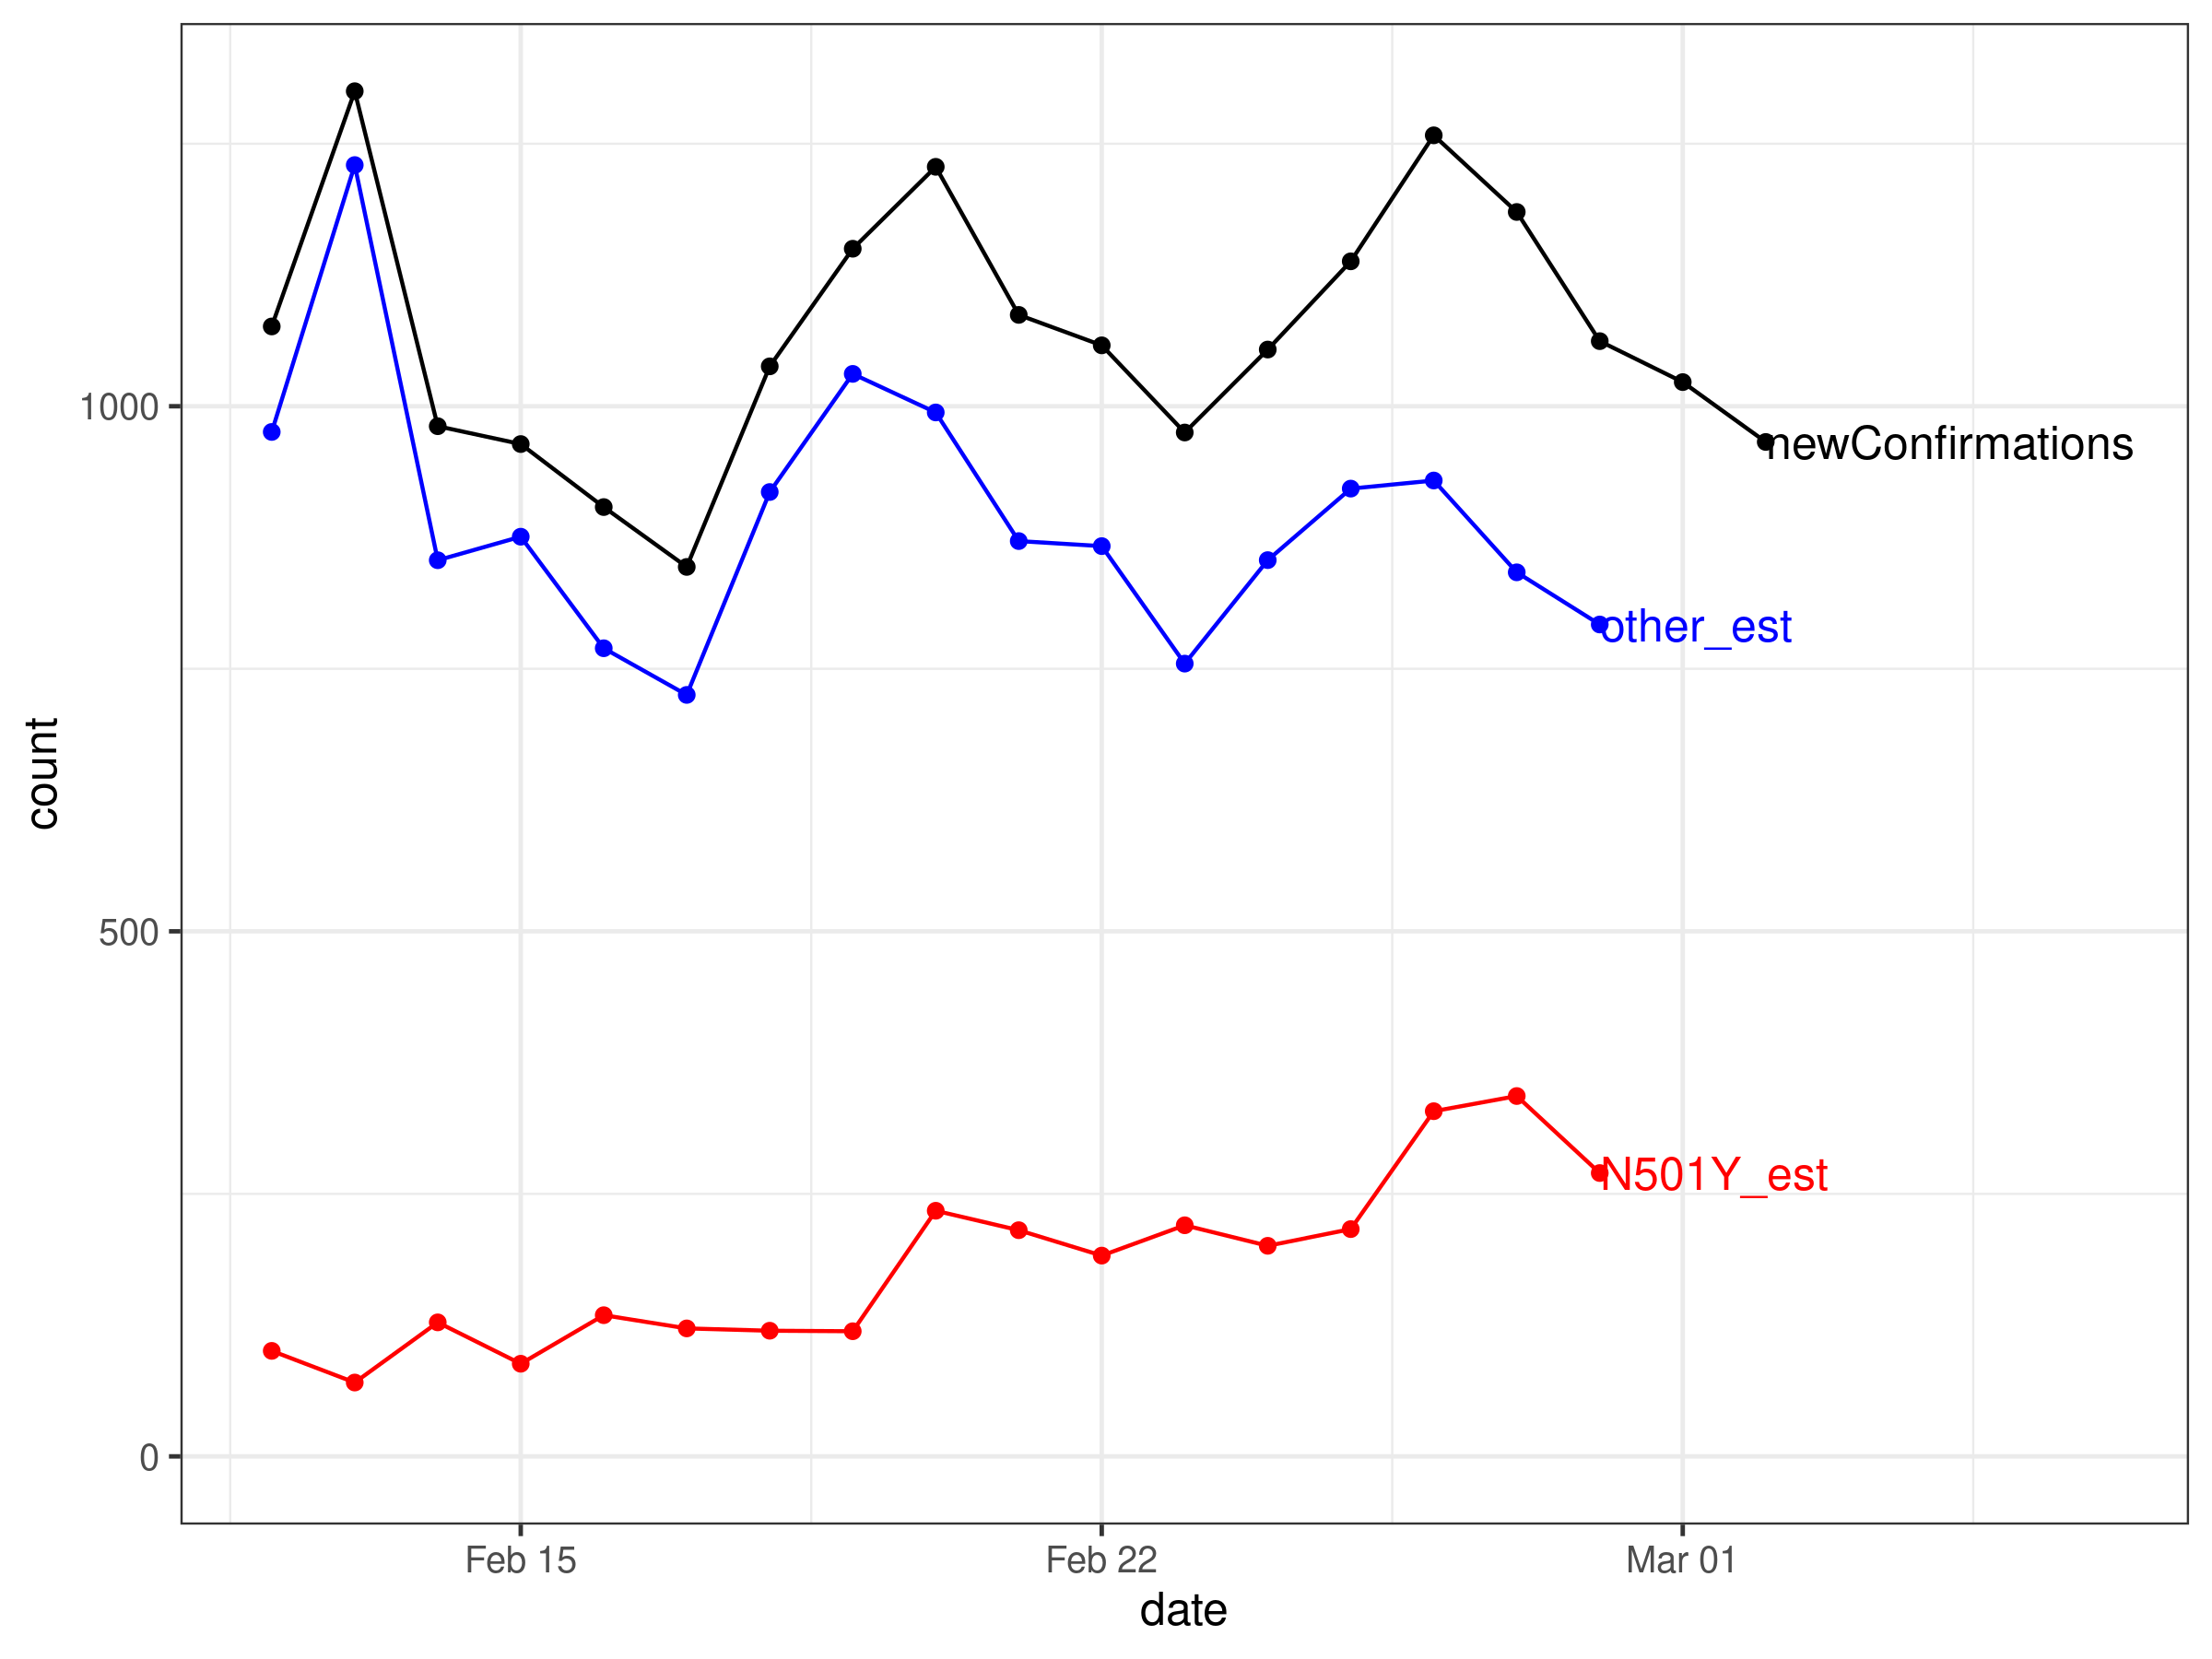 1000
500
0
count
newConfirmations
other_est
N501Y_est
Feb 15
Feb 22
Mar 01
date